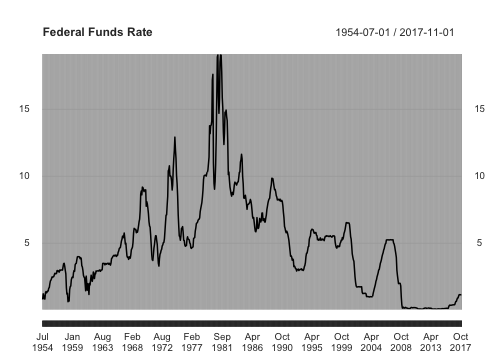 Federal Funds Rate 1954-07-01 / 2017-11-01
15 15
10 10
5 5
Jul Jan Aug Feb Aug Feb Sep Apr Oct Apr Oct Apr Oct Apr Oct
1954 1959 1963 1968 1972 1977 1981 1986 1990 1995 1999 2004 2008 2013 2017